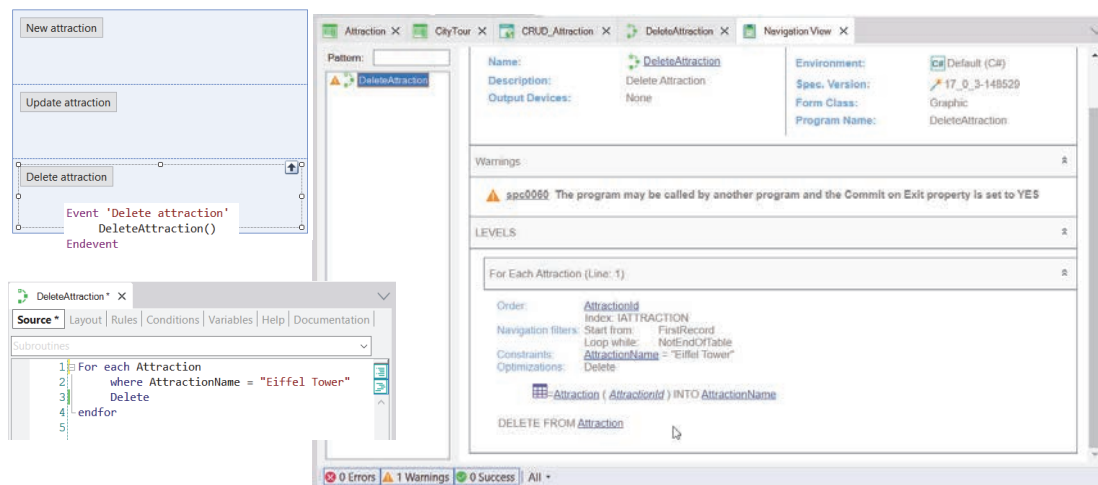 New attraction
Update attraction
Delete attraction
Event 'Delete attraction'
DeleteAttraction()
Endevent
DeleteAttraction *
Source * Layout Rules Conditions Variables Help Documentation
Subroutines
1 For each Attraction
2 where AttractionName = "Eiffel Tower"
3 Delete
4 endfor
5
Attraction CityTour CRUD_Attraction DeleteAttraction Navigation View
Pattern:
DeleteAttraction
Name: DeleteAttraction
Description: Delete Attraction
Output Devices: None
Environment: C# Default (C#)
Spec. Version: 17_0_3-148529
Form Class: Graphic
Program Name: DeleteAttraction
Warnings
spc0060 The program may be called by another program and the Commit on Exit property is set to YES
LEVELS
For Each Attraction (Line: 1)
Order: AttractionId
Index: IATTRACTION
Navigation filters: Start from: FirstRecord
Loop while: NotEndOfTable
Constraints: AttractionName = "Eiffel Tower"
Optimizations: Delete
=Attraction ( AttractionId ) INTO AttractionName
DELETE FROM Attraction
0 Errors 1 Warnings 0 Success All